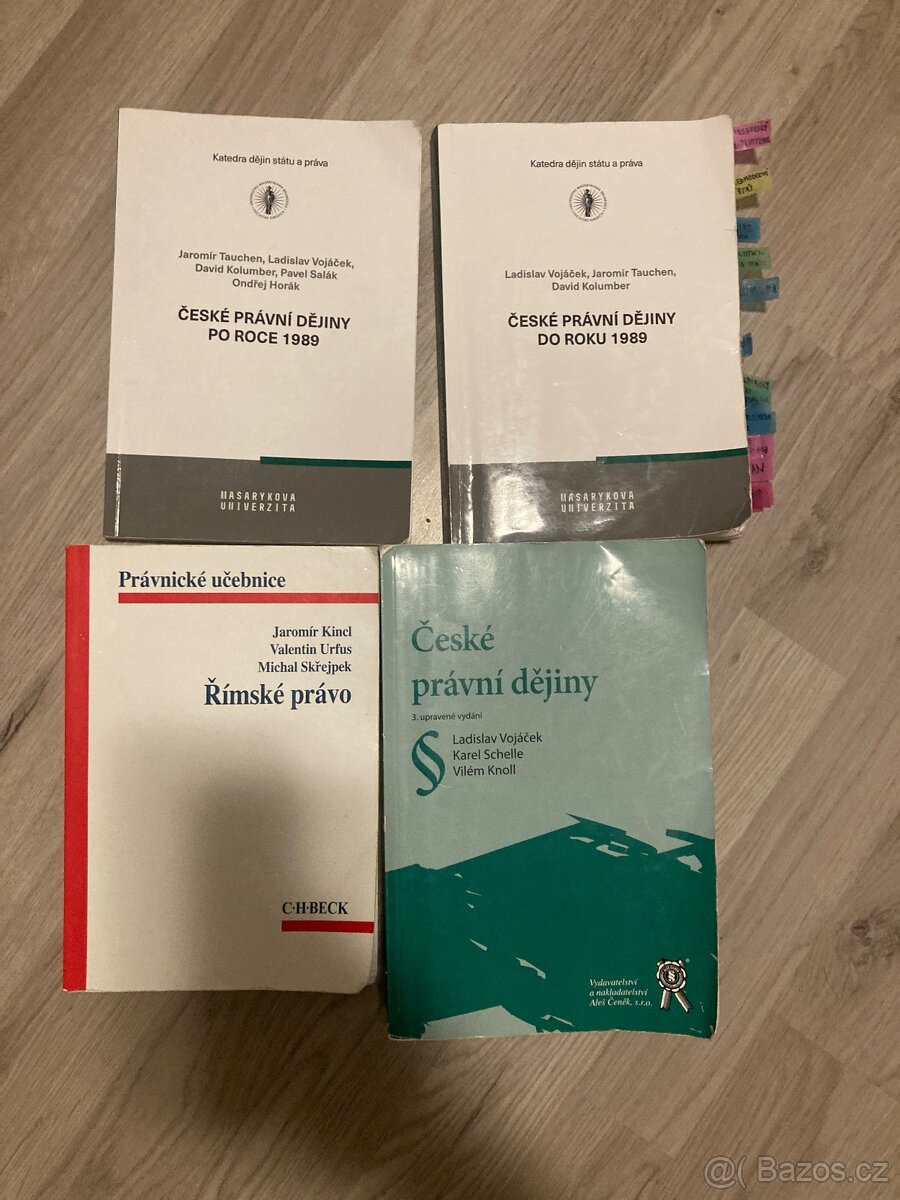 Katedra dějin státu a práva
Jaromír Tauchen, Ladislav Vojáček,
David Kolumber, Pavel Salák
Ondřej Horák
ČESKÉ PRÁVNÍ DĚJINY
PO ROCE 1989
MASARYKOVA
UNIVERZITA
Katedra dějin státu a práva
Ladislav Vojáček, Jaromír Tauchen,
David Kolumber
ČESKÉ PRÁVNÍ DĚJINY
DO ROKU 1989
MASARYKOVA
UNIVERZITA
Právnické učebnice
Jaromír Kincl
Valentin Urfus
Michal Skřejpek
Římské právo
C·H·BECK
České
právní dějiny
3. upravené vydání
Ladislav Vojáček
Karel Schelle
Vilém Knoll
Vydavatelství
a nakladatelství
Aleš Čeněk, s.r.o.
@( Bazos.cz